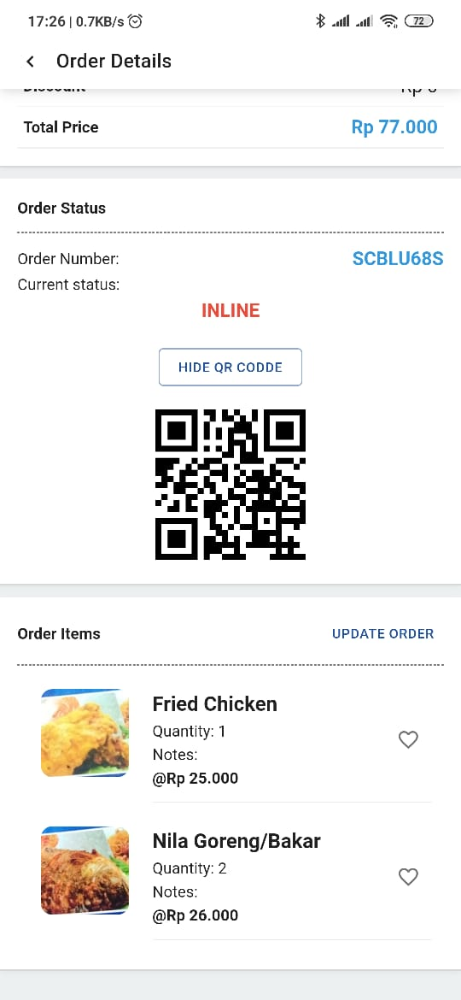 17:26 | 0.7KB/s
72
Order Details
Discount Rp 0
Total Price Rp 77.000
Order Status
Order Number: SCBLU68S
Current status:
INLINE
HIDE QR CODDE
Order Items UPDATE ORDER
Fried Chicken
Quantity: 1
Notes:
@Rp 25.000
Nila Goreng/Bakar
Quantity: 2
Notes:
@Rp 26.000